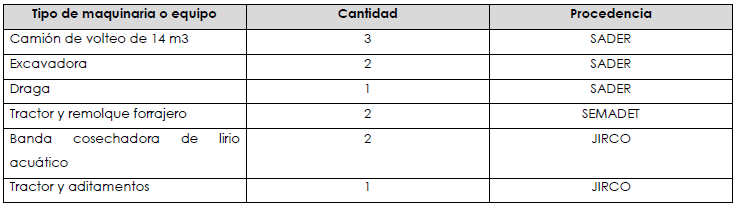 Tipo de maquinaria o equipo Cantidad Procedencia
Camión de volteo de 14 m3 3 SADER
Excavadora 2 SADER
Draga 1 SADER
Tractor y remolque forrajero 2 SEMADET
Banda cosechadora de lirio 2 JIRCO
acuático
Tractor y aditamentos 1 JIRCO